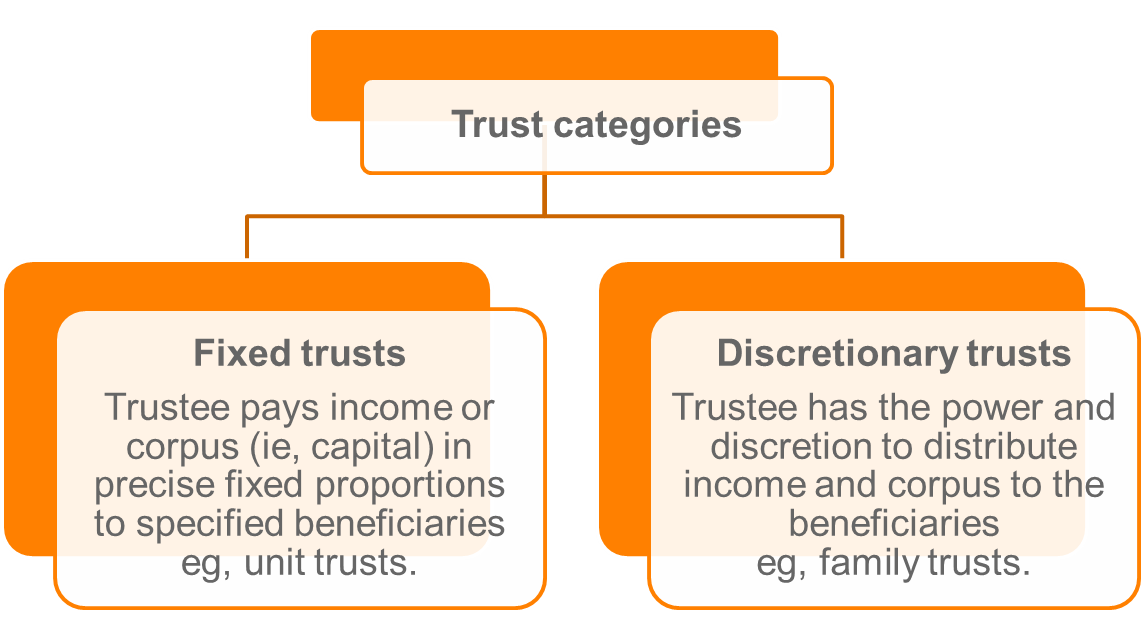 Trust categories
Fixed trusts
Trustee pays income or
corpus (ie, capital) in
precise fixed proportions
to specified beneficiaries
eg, unit trusts.
Discretionary trusts
Trustee has the power and
discretion to distribute
income and corpus to the
beneficiaries
eg, family trusts.